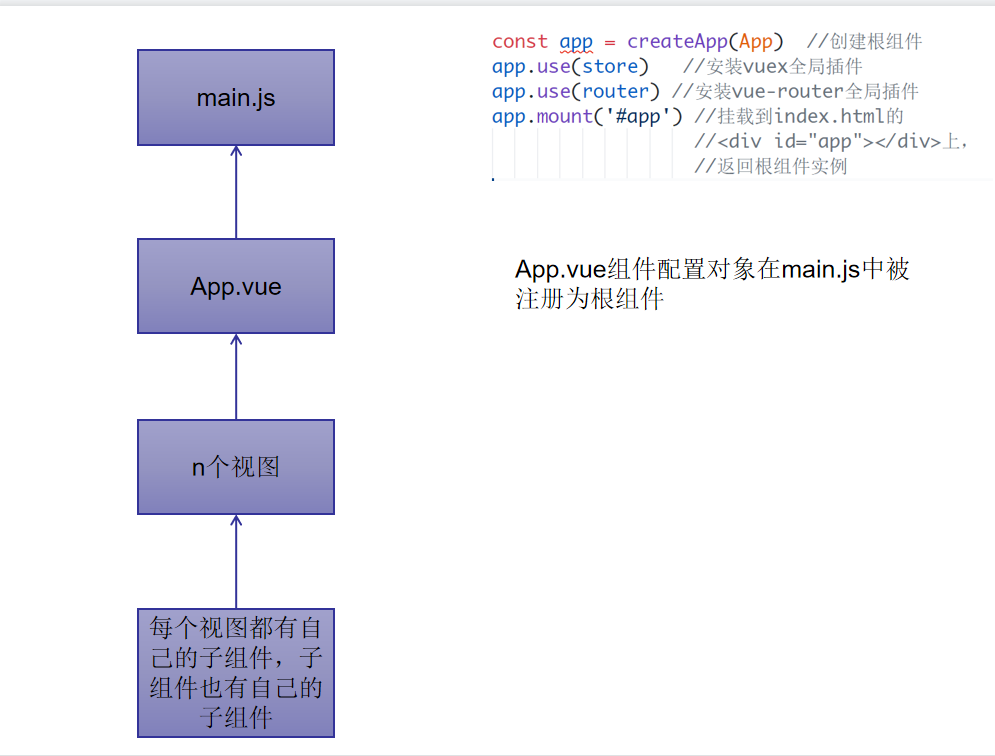 main.js
App.vue
n个视图
每个视图都有自
己的子组件，子
组件也有自己的
子组件
const app = createApp(App)  //创建根组件
app.use(store)   //安装vuex全局插件
app.use(router) //安装vue-router全局插件
app.mount('#app') //挂载到index.html的
//<div id="app"></div>上，
//返回根组件实例
App.vue组件配置对象在main.js中被
注册为根组件